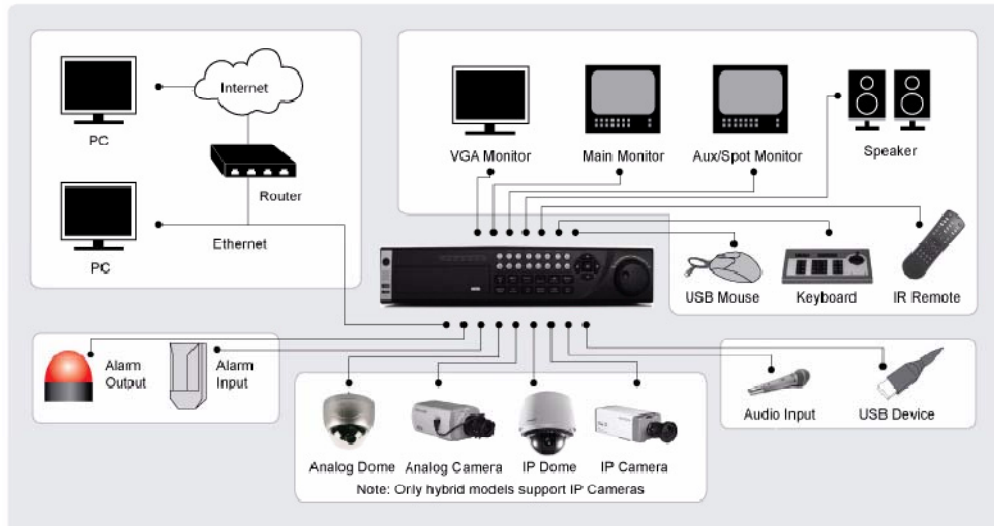 Internet
PC
Router
PC
Ethernet
VGA Monitor
Main Monitor
Aux/Spot Monitor
Speaker
USB Mouse
Keyboard
IR Remote
Alarm
Output
Alarm
Input
Analog Dome
Analog Camera
IP Dome
IP Camera
Note: Only hybrid models support IP Cameras
Audio Input
USB Device